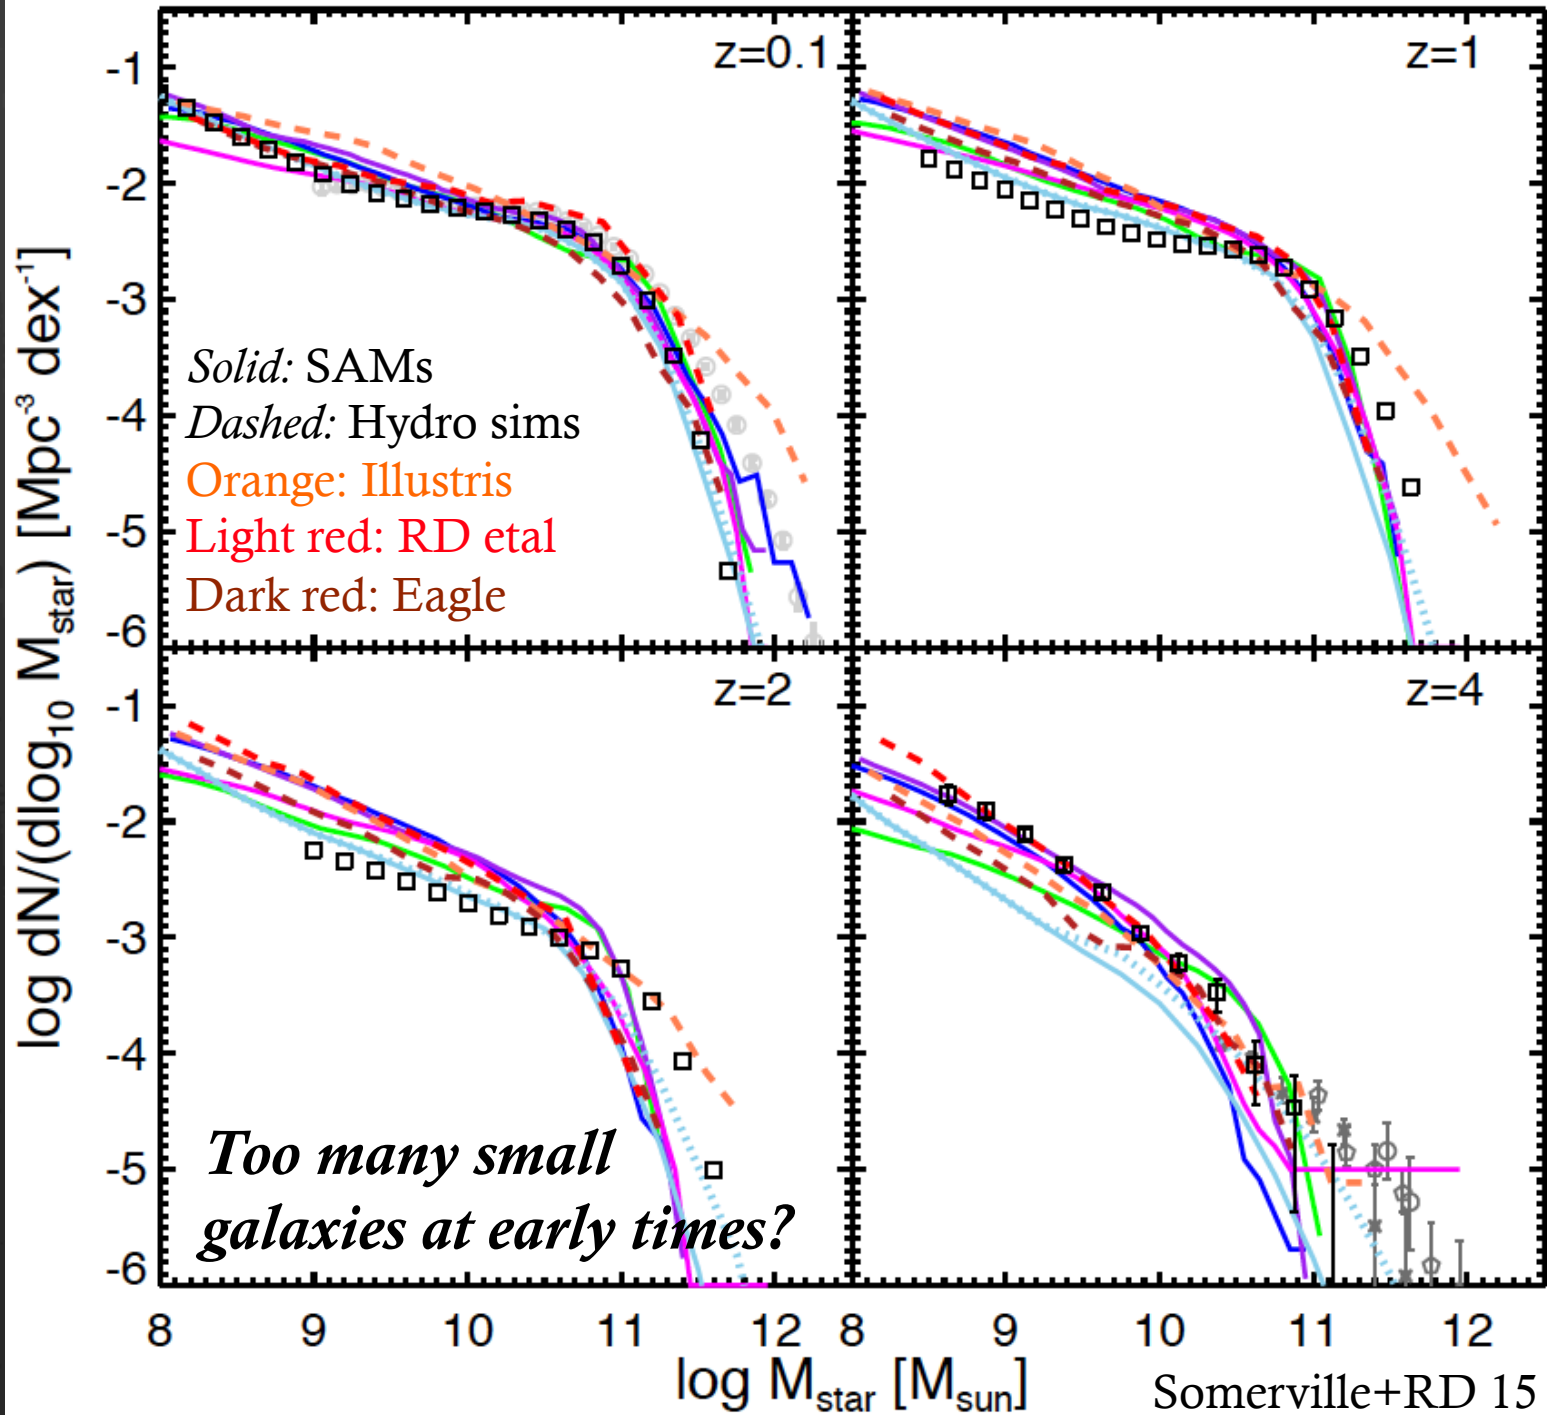 z=0.1
z=1
-1
-2
-3
-4
-5
-6
log dN/(dlog₁₀ M_star) [Mpc⁻³ dex⁻¹]
Solid: SAMs
Dashed: Hydro sims
Orange: Illustris
Light red: RD etal
Dark red: Eagle
z=2
z=4
-1
-2
-3
-4
-5
-6
Too many small
galaxies at early times?
8 9 10 11 12 8 9 10 11 12
log M_star [M_sun]
Somerville+RD 15